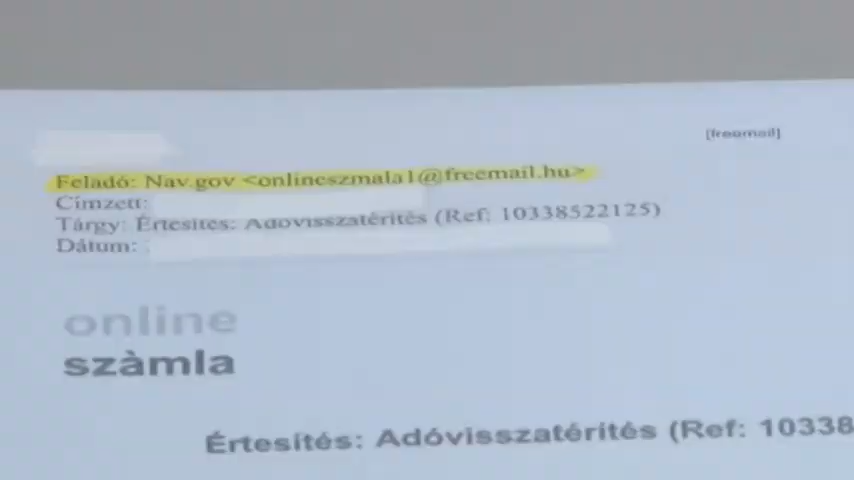 [freemail]
Feladó: Nav.gov <onlineszmala1@freemail.hu>
Címzett:
Tárgy: Értesítés: Adóvisszatérítés (Ref: 10338522125)
Dátum:
online
szàmla
Értesítés: Adóvisszatérítés (Ref: 10338